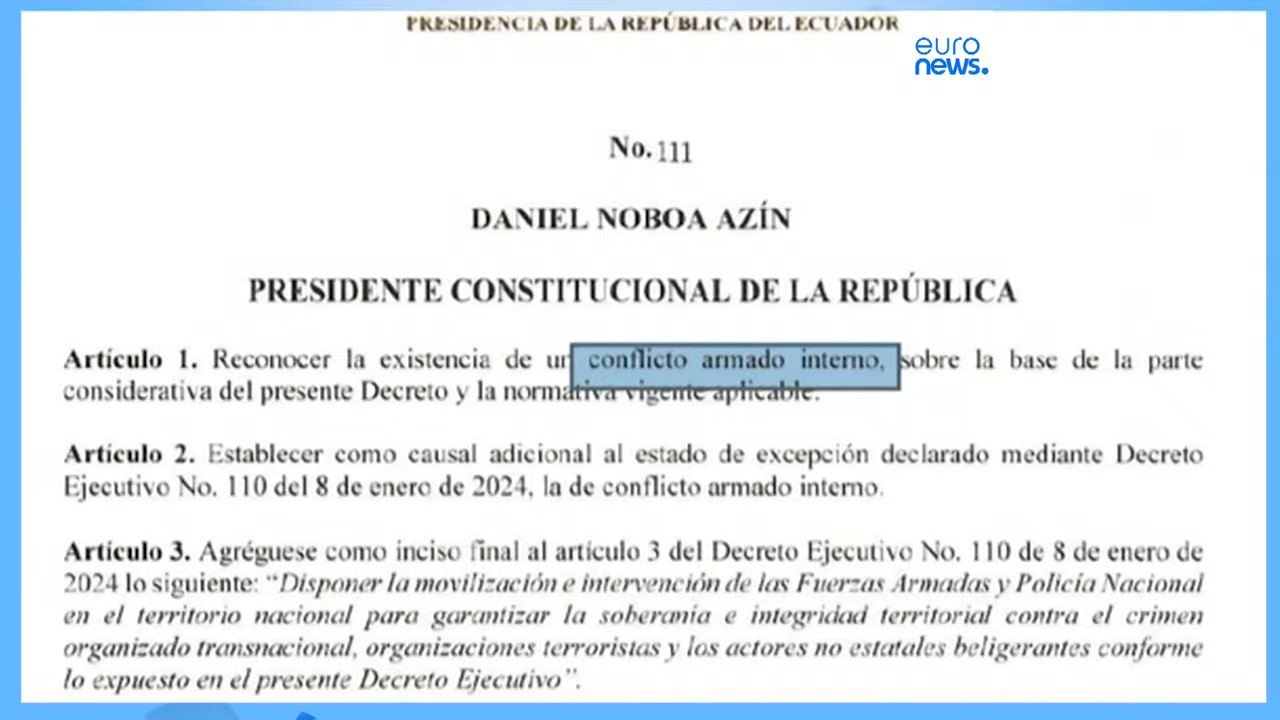 PRESIDENCIA DE LA REPÚBLICA DEL ECUADOR
euro
news.
No. 111
DANIEL NOBOA AZÍN
PRESIDENTE CONSTITUCIONAL DE LA REPÚBLICA
Artículo 1. Reconocer la existencia de un conflicto armado interno, sobre la base de la parte
considerativa del presente Decreto y la normativa vigente aplicable.
Artículo 2. Establecer como causal adicional al estado de excepción declarado mediante Decreto
Ejecutivo No. 110 del 8 de enero de 2024, la de conflicto armado interno.
Artículo 3. Agréguese como inciso final al artículo 3 del Decreto Ejecutivo No. 110 de 8 de enero de
2024 lo siguiente: “Disponer la movilización e intervención de las Fuerzas Armadas y Policía Nacional
en el territorio nacional para garantizar la soberanía e integridad territorial contra el crimen
organizado transnacional, organizaciones terroristas y los actores no estatales beligerantes conforme
lo expuesto en el presente Decreto Ejecutivo”.